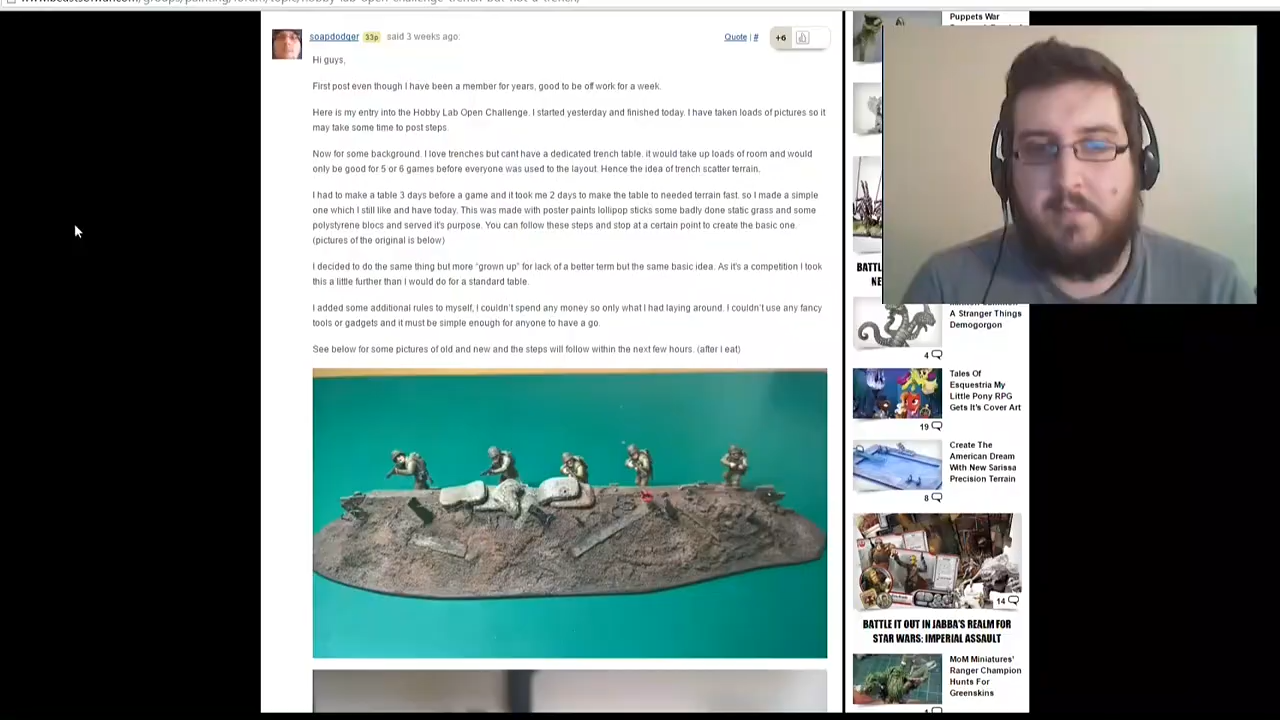 soapdodger 33p said 3 weeks ago:
Quote | #
+6
Hi guys,
First post even though I have been a member for years, good to be off work for a week.
Here is my entry into the Hobby Lab Open Challenge. I started yesterday and finished today. I have taken loads of pictures so it
may take some time to post steps.
Now for some background. I love trenches but cant have a dedicated trench table. it would take up loads of room and would
only be good for 5 or 6 games before everyone was used to the layout. Hence the idea of trench scatter terrain.
I had to make a table 3 days before a game and it took me 2 days to make the table to needed terrain fast. so I made a simple
one which I still like and have today. This was made with poster paints lollipop sticks some badly done static grass and some
polystyrene blocs and served it's purpose. You can follow these steps and stop at a certain point to create the basic one.
(pictures of the original is below)
I decided to do the same thing but more “grown up” for lack of a better term but the same basic idea. As it's a competition I took
this a little further than I would do for a standard table.
I added some additional rules to myself, I couldn't spend any money so only what I had laying around. I couldn't use any fancy
tools or gadgets and it must be simple enough for anyone to have a go.
See below for some pictures of old and new and the steps will follow within the next few hours. (after I eat)
Puppets War
BATTL
NE
A Stranger Things
Demogorgon
4
Tales Of
Esquestria My
Little Pony RPG
Gets It's Cover Art
19
Create The
American Dream
With New Sarissa
Precision Terrain
8
14
BATTLE IT OUT IN JABBA'S REALM FOR
STAR WARS: IMPERIAL ASSAULT
MoM Miniatures'
Ranger Champion
Hunts For
Greenskins